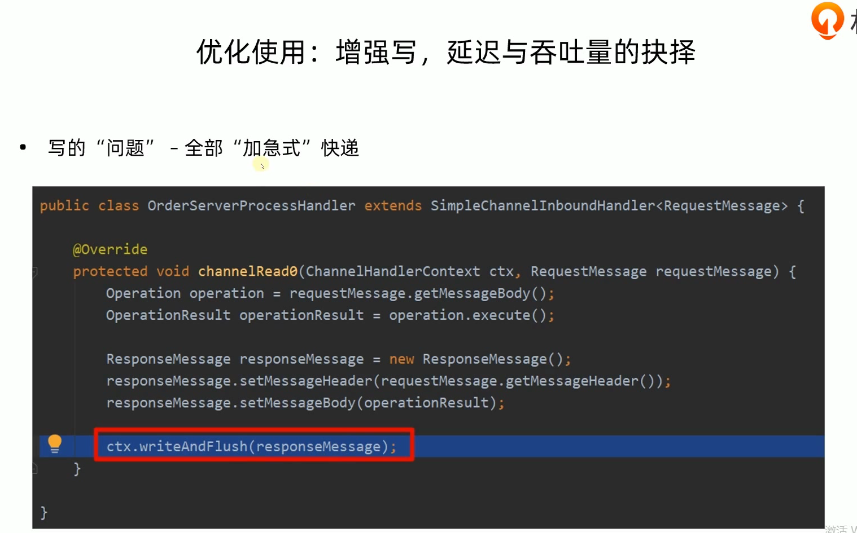 优化使用：增强写，延迟与吞吐量的抉择
• 写的“问题” – 全部“加急式”快递
public class OrderServerProcessHandler extends SimpleChannelInboundHandler<RequestMessage> {
@Override
protected void channelRead0(ChannelHandlerContext ctx, RequestMessage requestMessage) {
Operation operation = requestMessage.getMessageBody();
OperationResult operationResult = operation.execute();
ResponseMessage responseMessage = new ResponseMessage();
responseMessage.setMessageHeader(requestMessage.getMessageHeader());
responseMessage.setMessageBody(operationResult);
ctx.writeAndFlush(responseMessage);
}
}
激活